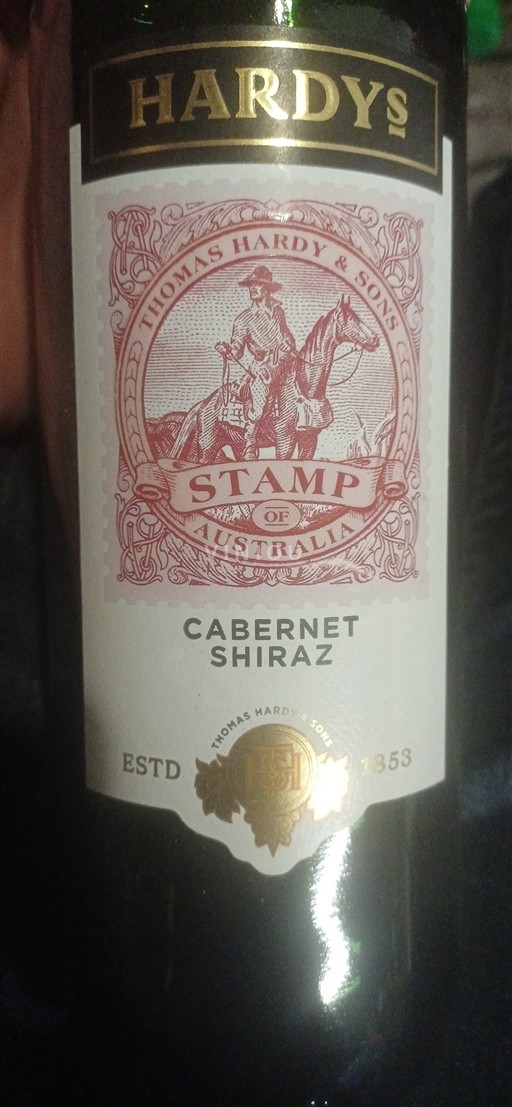 HARDYS
THOMAS HARDY & SONS
STAMP
OF
AUSTRALIA
CABERNET
SHIRAZ
THOMAS HARDY & SONS
ESTD 1853